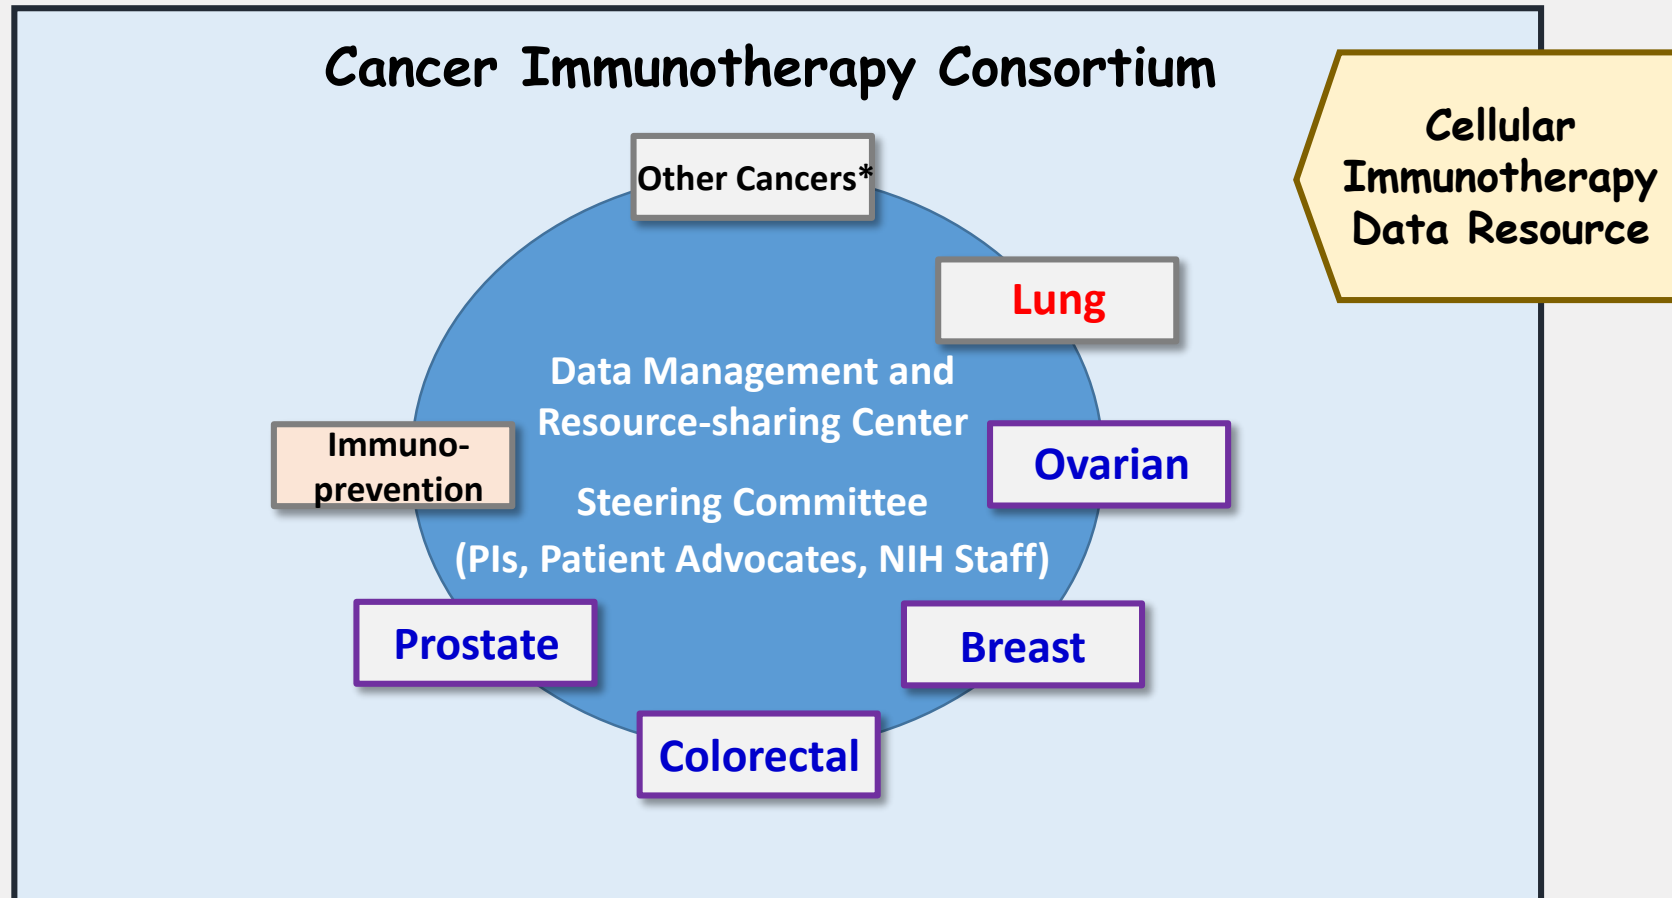 Cancer Immunotherapy Consortium
Cellular
Immunotherapy
Data Resource
Other Cancers*
Lung
Data Management and
Resource-sharing Center
Immuno-
prevention
Ovarian
Steering Committee
(PIs, Patient Advocates, NIH Staff)
Prostate
Breast
Colorectal